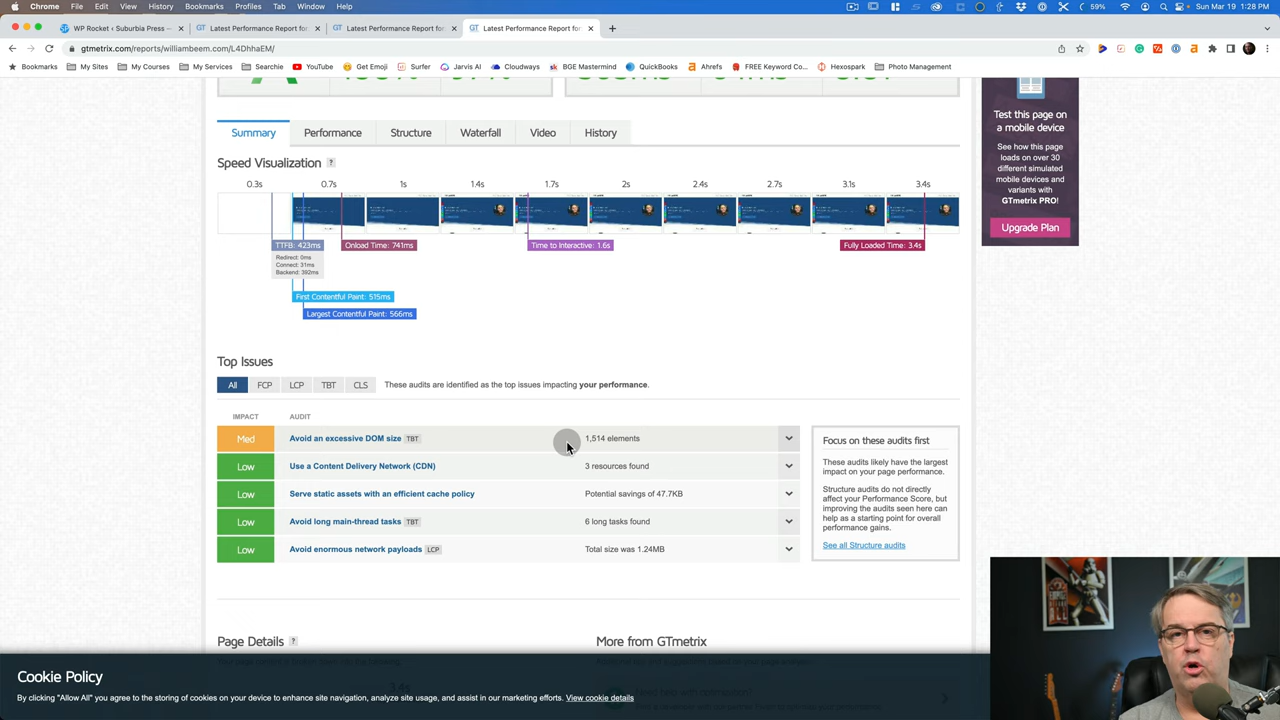 Chrome File Edit View History Bookmarks Profiles Tab Window Help
59% Sun Mar 19 1:28 PM
WP Rocket ‹ Suburbia Press —
Latest Performance Report for
Latest Performance Report for
Latest Performance Report for
gtmetrix.com/reports/williambeem.com/L4DhhaEM/
Bookmarks My Sites My Courses My Services Searchie YouTube Get Emoji Surfer Jarvis AI Cloudways BGE Mastermind QuickBooks Ahrefs FREE Keyword Co... Hexospark Photo Management
Test this page on a mobile device
See how this page
loads on over 30
different simulated
mobile devices and
variants with
GTmetrix PRO!
Upgrade Plan
Summary Performance Structure Waterfall Video History
Speed Visualization ?
0.3s 0.7s 1s 1.4s 1.7s 2s 2.4s 2.7s 3.1s 3.4s
TTFB: 423ms Onload Time: 741ms Time to Interactive: 1.6s Fully Loaded Time: 3.4s
Redirect: 0ms
Connect: 31ms
Backend: 392ms
First Contentful Paint: 515ms
Largest Contentful Paint: 566ms
Top Issues
All FCP LCP TBT CLS These audits are identified as the top issues impacting your performance.
IMPACT AUDIT
Med Avoid an excessive DOM size TBT 1,514 elements
Low Use a Content Delivery Network (CDN) 3 resources found
Low Serve static assets with an efficient cache policy Potential savings of 47.7KB
Low Avoid long main-thread tasks TBT 6 long tasks found
Low Avoid enormous network payloads LCP Total size was 1.24MB
Focus on these audits first
These audits likely have the largest
impact on your page performance.
Structure audits do not directly
affect your Performance Score, but
improving the audits seen here can
help as a starting point for overall
performance gains.
See all Structure audits
Page Details ? More from GTmetrix
Cookie Policy
By clicking "Allow All" you agree to the storing of cookies on your device to enhance site navigation, analyze site usage, and assist in our marketing efforts. View cookie details